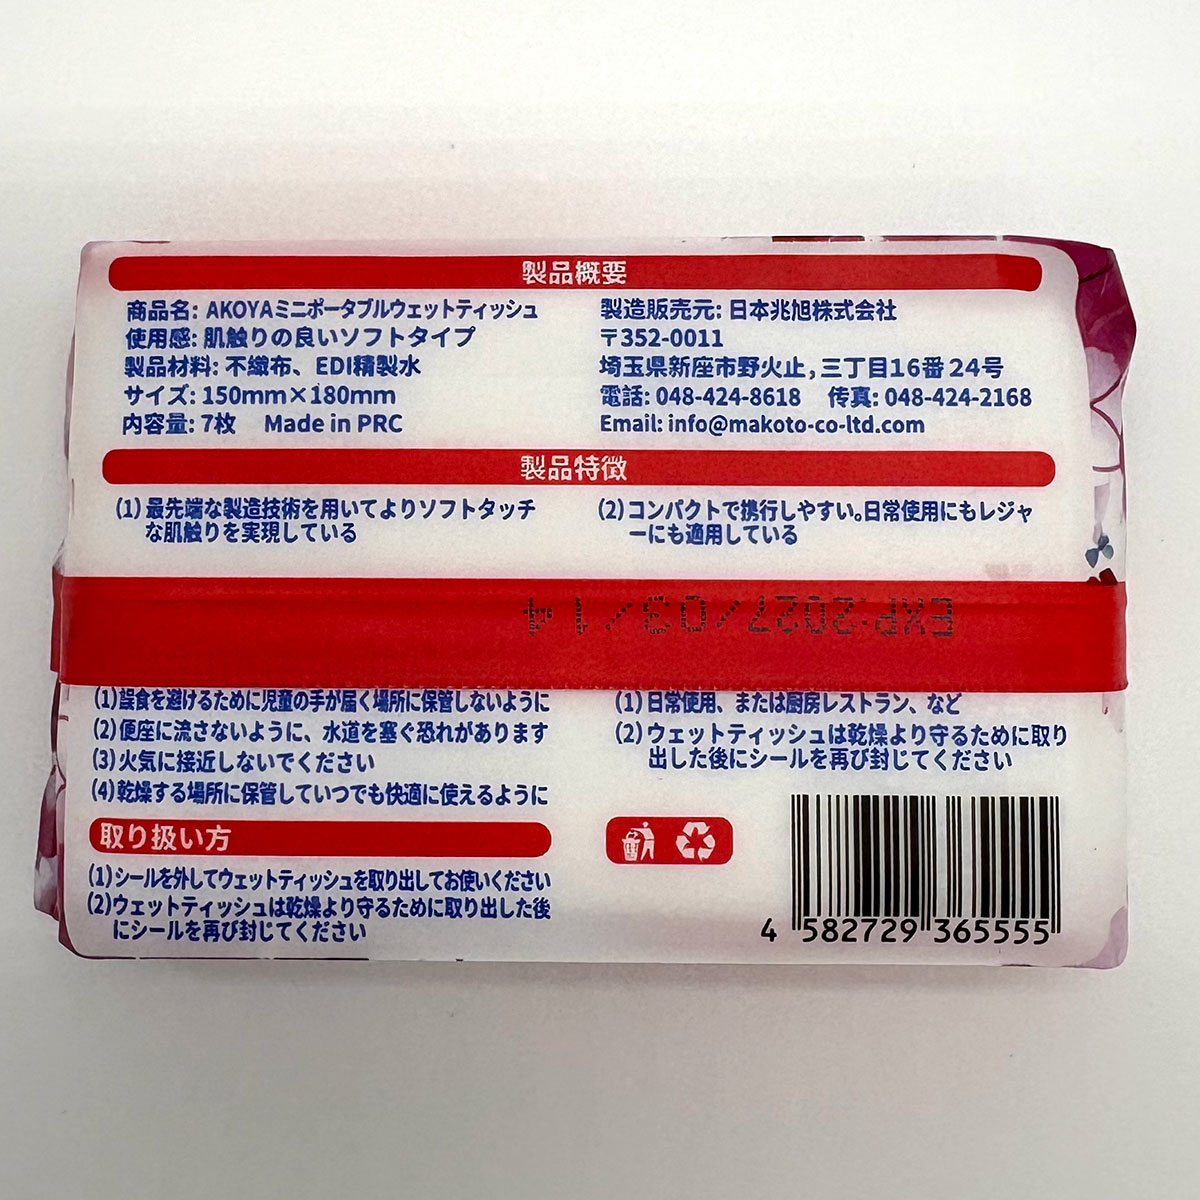 製品概要
商品名: AKOYAミニポータブルウェットティッシュ
使用感: 肌触りの良いソフトタイプ
製品材料: 不織布、EDI精製水
サイズ: 150mm×180mm
内容量: 7枚 Made in PRC
製造販売元: 日本兆旭株式会社
〒352-0011
埼玉県新座市野火止, 三丁目16番24号
電話: 048-424-8618 传真: 048-424-2168
Email: info@makoto-co-ltd.com
製品特徴
(1) 最先端な製造技術を用いてよりソフトタッチ
な肌触りを実現している
(2) コンパクトで携行しやすい。日常使用にもレジャ
ーにも適用している
EXP:2027/03/14
(1) 誤食を避けるために児童の手が届く場所に保管しないように
(2) 便座に流さないように、水道を塞ぐ恐れがあります
(3) 火気に接近しないでください
(4) 乾燥する場所に保管していつでも快適に使えるように
取り扱い方
(1) シールを外してウェットティッシュを取り出してお使いください
(2) ウェットティッシュは乾燥より守るために取り出した後
にシールを再び封じてください
(1) 日常使用、または厨房レストラン、など
(2) ウェットティッシュは乾燥より守るために取り
出した後にシールを再び封じてください
4 582729 365555